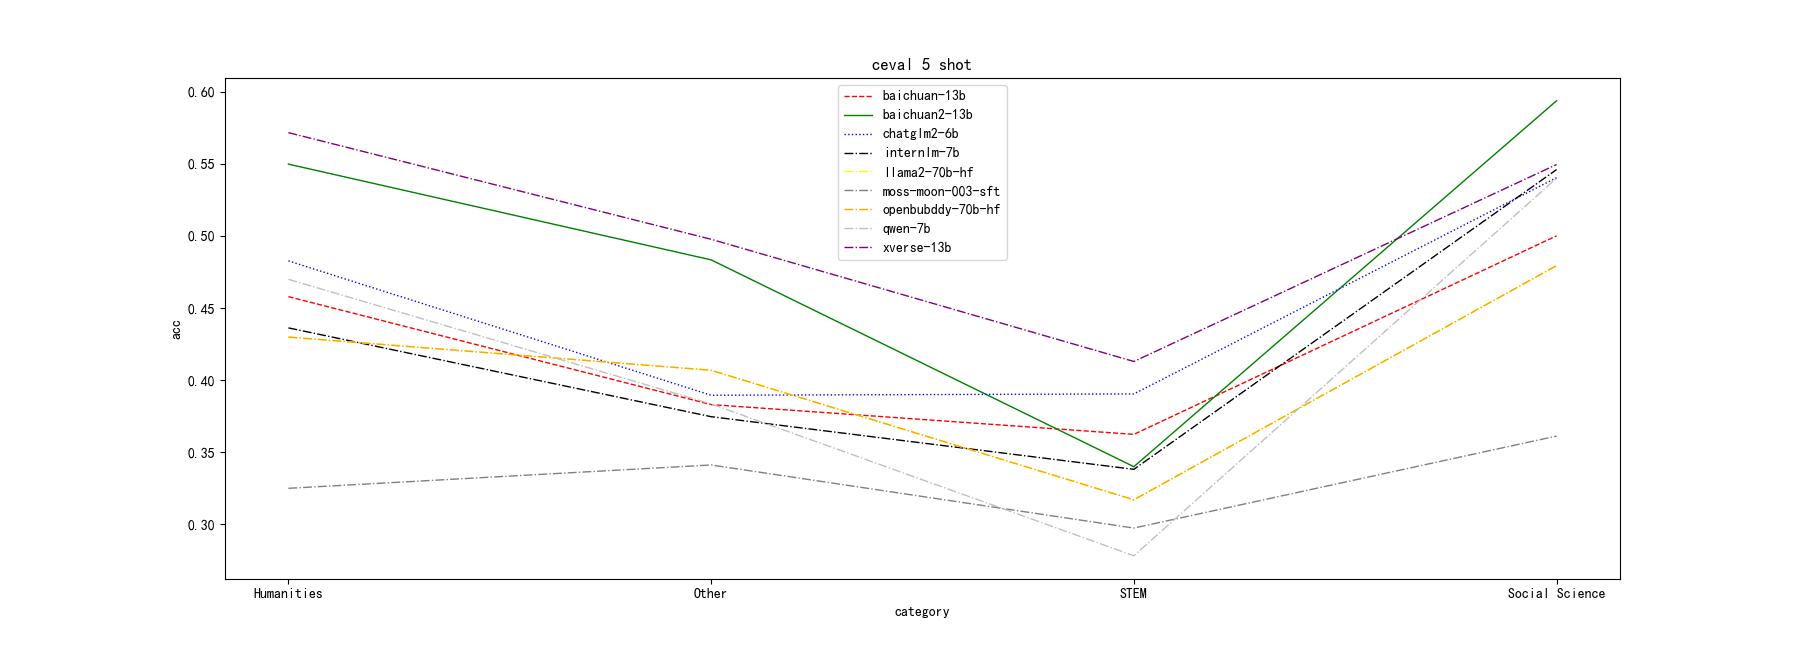 ceval 5 shot
0.60
0.55
0.50
0.45
0.40
0.35
0.30
acc
baichuan-13b
baichuan2-13b
chatglm2-6b
internlm-7b
llama2-70b-hf
moss-moon-003-sft
openbubddy-70b-hf
qwen-7b
xverse-13b
Humanities
Other
STEM
Social Science
category